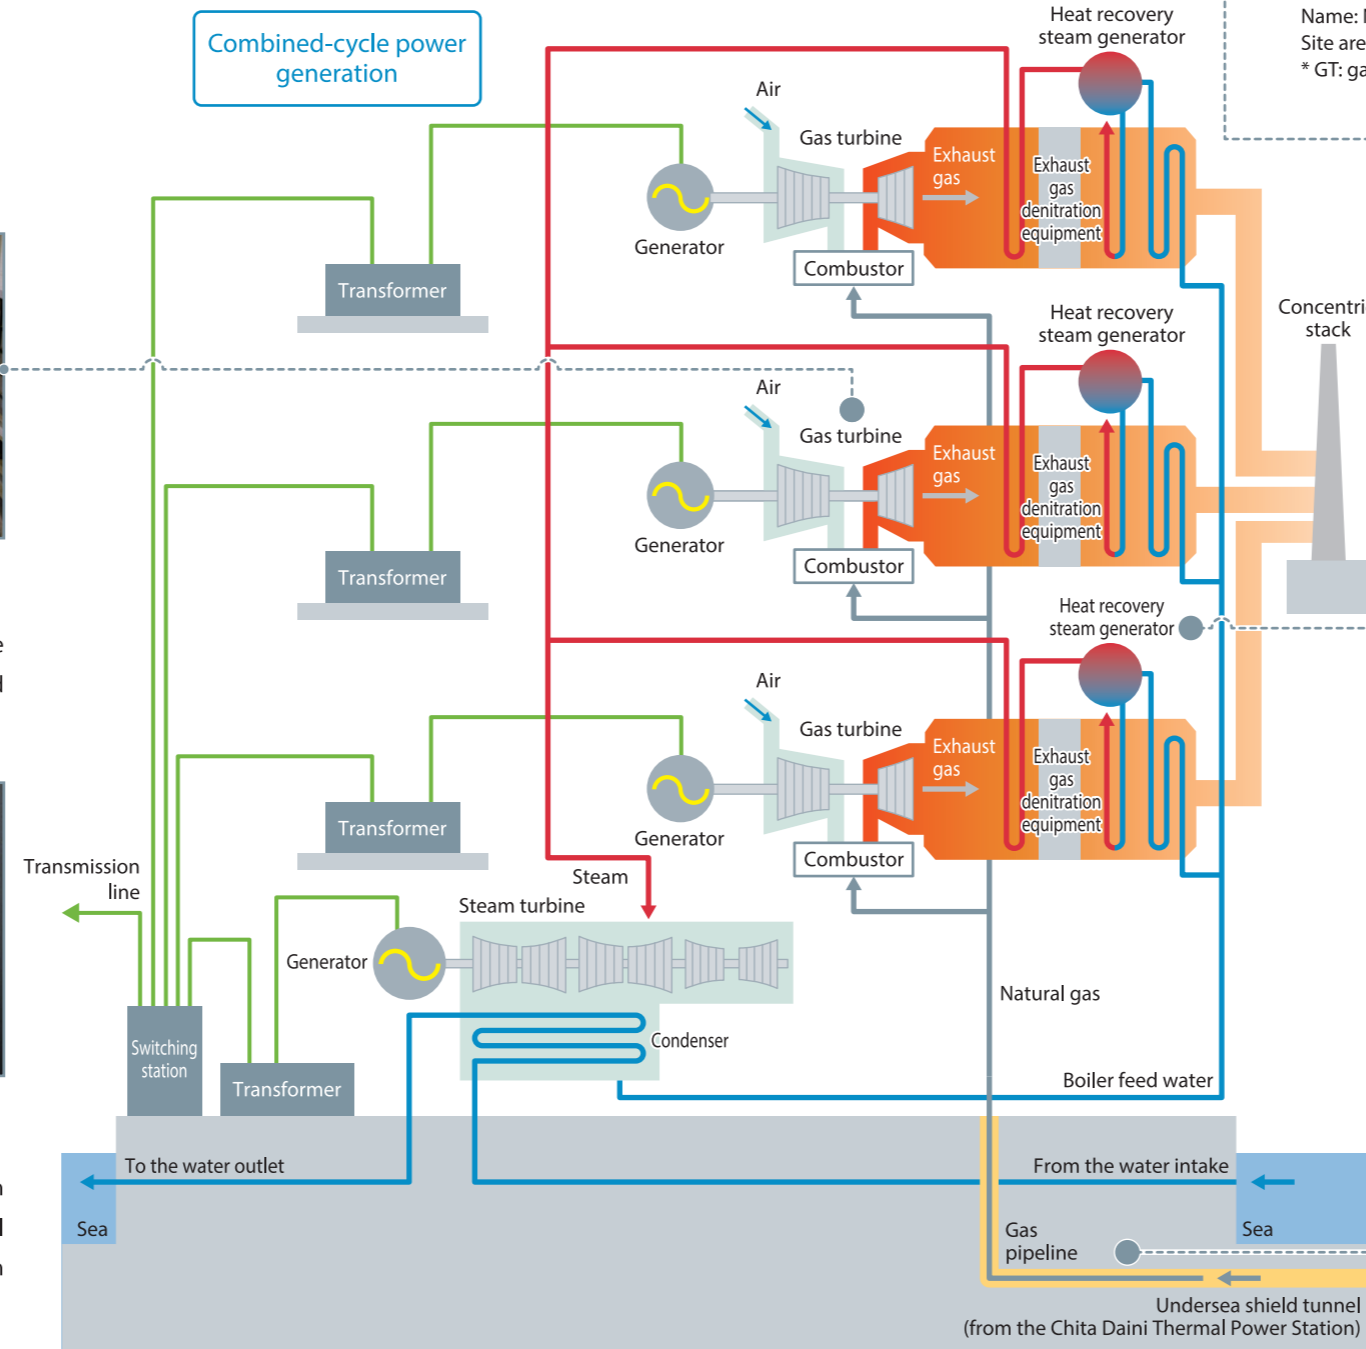 Combined-cycle power
generation
Heat recovery
steam generator
Name:
Site are
* GT: ga
Air
Gas turbine
Exhaust
gas
Exhaust
gas
denitration
equipment
Generator
Combustor
Transformer
Heat recovery
steam generator
Concentri
stack
Air
Gas turbine
Exhaust
gas
Exhaust
gas
denitration
equipment
Generator
Combustor
Transformer
Heat recovery
steam generator
Air
Gas turbine
Exhaust
gas
Exhaust
gas
denitration
equipment
Generator
Combustor
Transformer
Transmission
line
Steam
Steam turbine
Generator
Natural gas
Condenser
Switching
station
Transformer
Boiler feed water
To the water outlet
From the water intake
Sea
Sea
Gas
pipeline
Undersea shield tunnel
(from the Chita Daini Thermal Power Station)